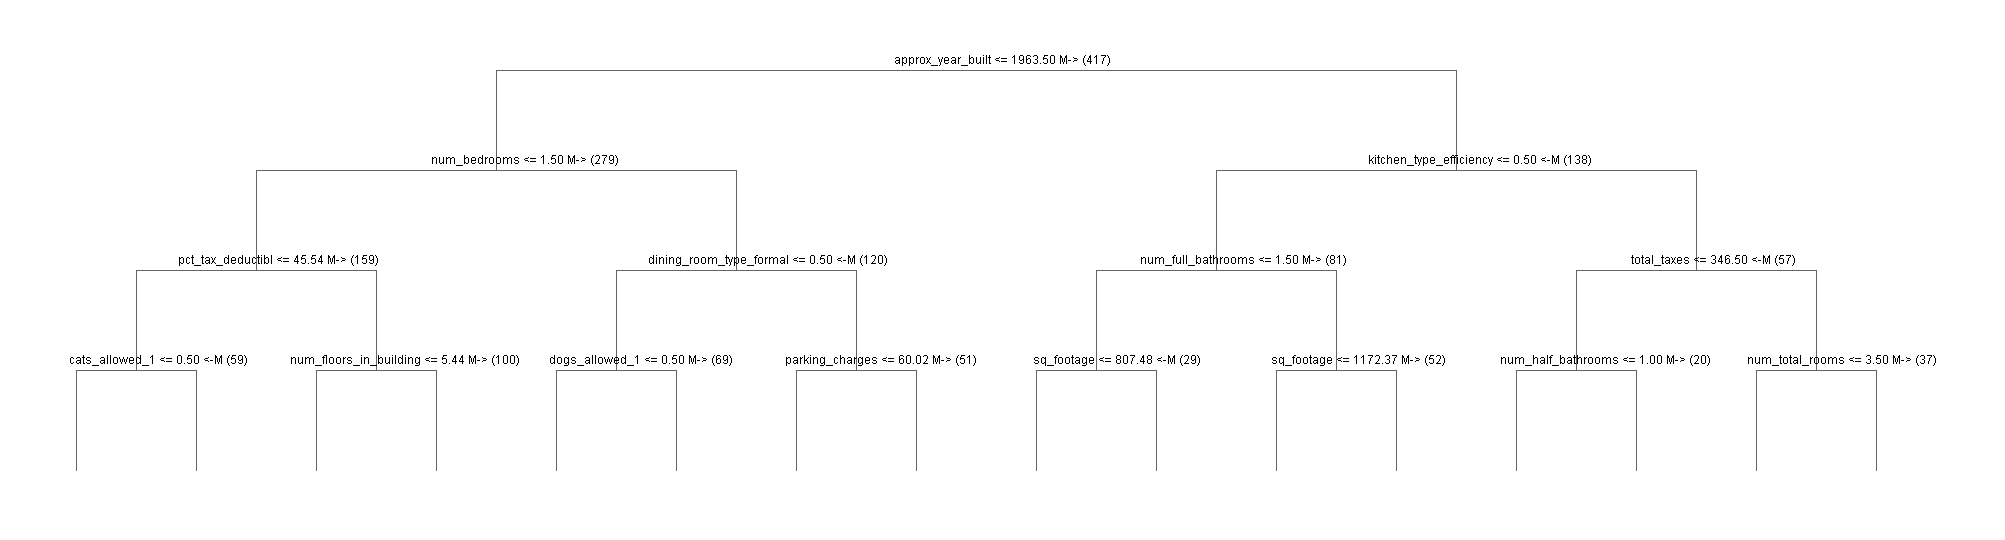 approx_year_built <= 1963.50 M-> (417)
num_bedrooms <= 1.50 M-> (279)
kitchen_type_efficiency <= 0.50 <-M (138)
pct_tax_deductibl <= 45.54 M-> (159)
dining_room_type_formal <= 0.50 <-M (120)
num_full_bathrooms <= 1.50 M-> (81)
total_taxes <= 346.50 <-M (57)
cats_allowed_1 <= 0.50 <-M (59)
num_floors_in_building <= 5.44 M-> (100)
dogs_allowed_1 <= 0.50 M-> (69)
parking_charges <= 60.02 M-> (51)
sq_footage <= 807.48 <-M (29)
sq_footage <= 1172.37 M-> (52)
num_half_bathrooms <= 1.00 M-> (20)
num_total_rooms <= 3.50 M-> (37)